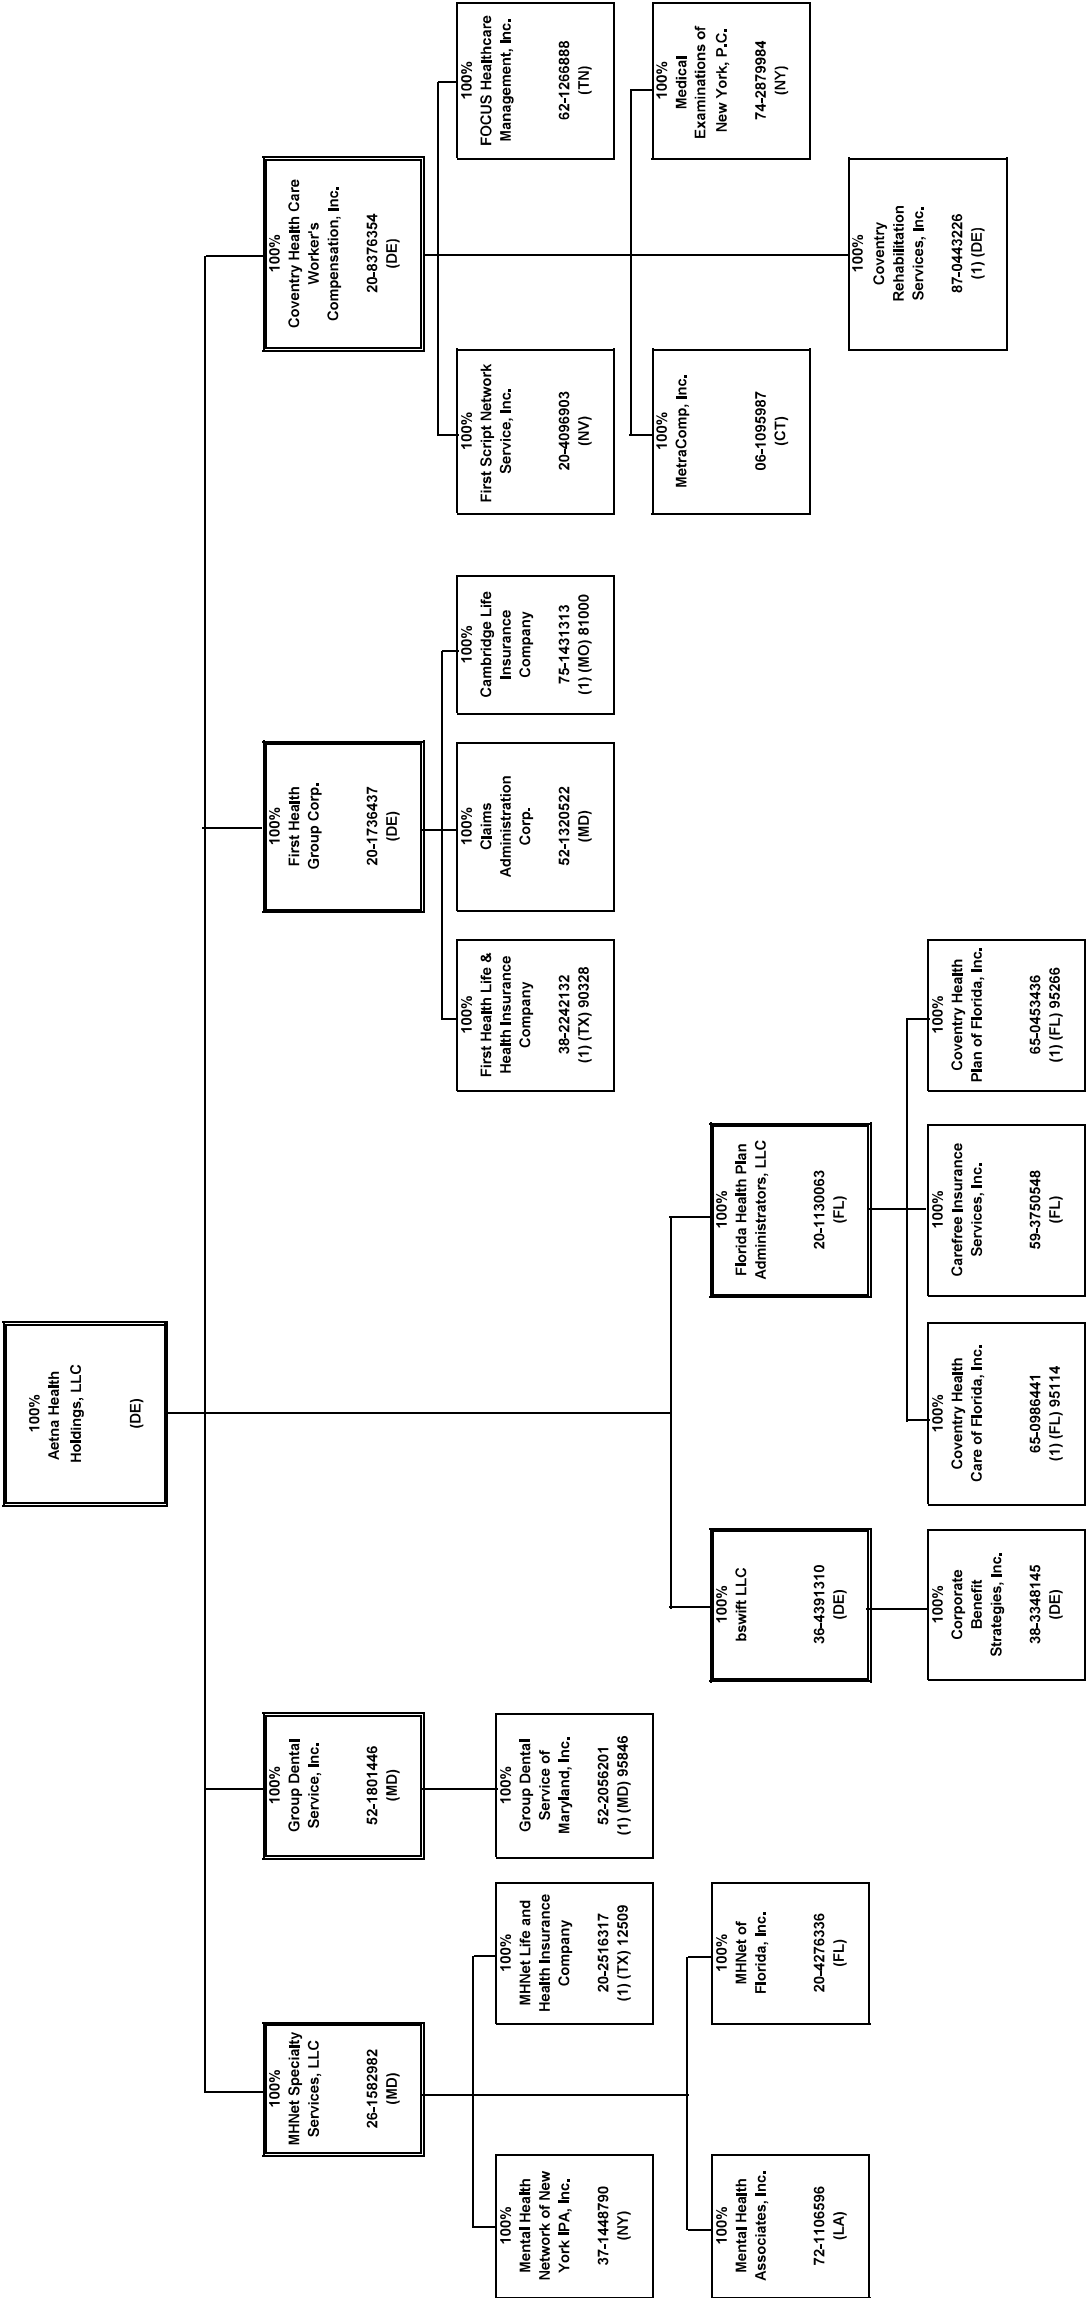 100%
Aetna Health
Holdings, LLC
(DE)
100%
MHNet Specialty
Services, LLC
26-1582982
(MD)
100%
Group Dental
Service, Inc.
52-1801446
(MD)
100%
First Health
Group Corp.
20-1736437
(DE)
100%
Coventry Health Care
Worker's
Compensation, Inc.
20-8376354
(DE)
100%
Mental Health
Network of New
York IPA, Inc.
37-1448790
(NY)
100%
MHNet Life and
Health Insurance
Company
20-2516317
(1) (TX) 12509
100%
Group Dental
Service of
Maryland, Inc.
52-2056201
(1) (MD) 95846
100%
First Health Life &
Health Insurance
Company
38-2242132
(1) (TX) 90328
100%
Claims
Administration
Corp.
52-1320522
(MD)
100%
Cambridge Life
Insurance
Company
75-1431313
(1) (MO) 81000
100%
First Script Network
Service, Inc.
20-4096903
(NV)
100%
FOCUS Healthcare
Management, Inc.
62-1266888
(TN)
100%
Mental Health
Associates, Inc.
72-1106596
(LA)
100%
MHNet of
Florida, Inc.
20-4276336
(FL)
100%
bswift LLC
36-4391310
(DE)
100%
Florida Health Plan
Administrators, LLC
20-1130063
(FL)
100%
MetraComp, Inc.
06-1095987
(CT)
100%
Medical
Examinations of
New York, P.C.
74-2879984
(NY)
100%
Corporate
Benefit
Strategies, Inc.
38-3348145
(DE)
100%
Coventry Health
Care of Florida, Inc.
65-0986441
(1) (FL) 95114
100%
Carefree Insurance
Services, Inc.
59-3750548
(FL)
100%
Coventry Health
Plan of Florida, Inc.
65-0453436
(1) (FL) 95266
100%
Coventry
Rehabilitation
Services, Inc.
87-0443226
(1) (DE)